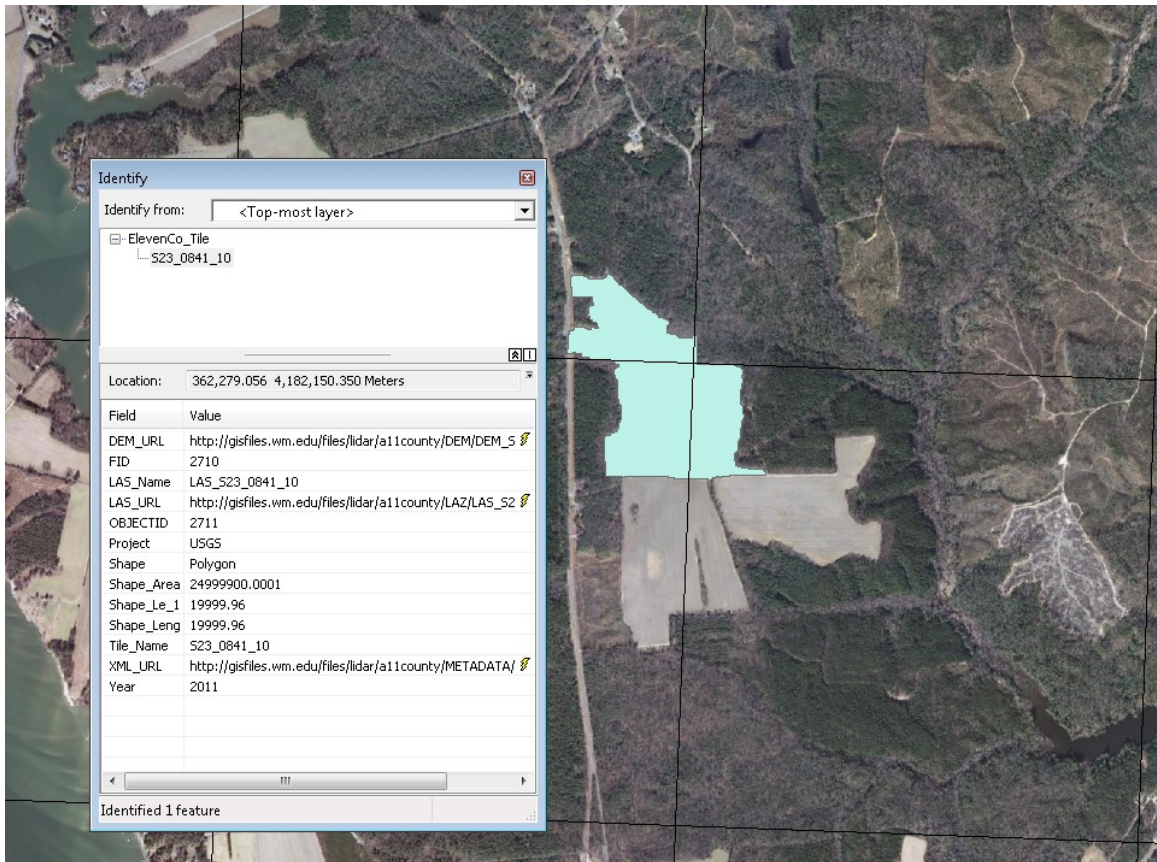 Identify
Identify from: <Top-most layer>
ElevenCo_Tile
S23_0841_10
Location: 362,279.056 4,182,150.350 Meters
Field Value
DEM_URL http://gisfiles.wm.edu/files/lidar/a11county/DEM/DEM_S
FID 2710
LAS_Name LAS_S23_0841_10
LAS_URL http://gisfiles.wm.edu/files/lidar/a11county/LAZ/LAS_S2
OBJECTID 2711
Project USGS
Shape Polygon
Shape_Area 24999900.0001
Shape_Le_1 19999.96
Shape_Leng 19999.96
Tile_Name S23_0841_10
XML_URL http://gisfiles.wm.edu/files/lidar/a11county/METADATA/
Year 2011
Identified 1 feature